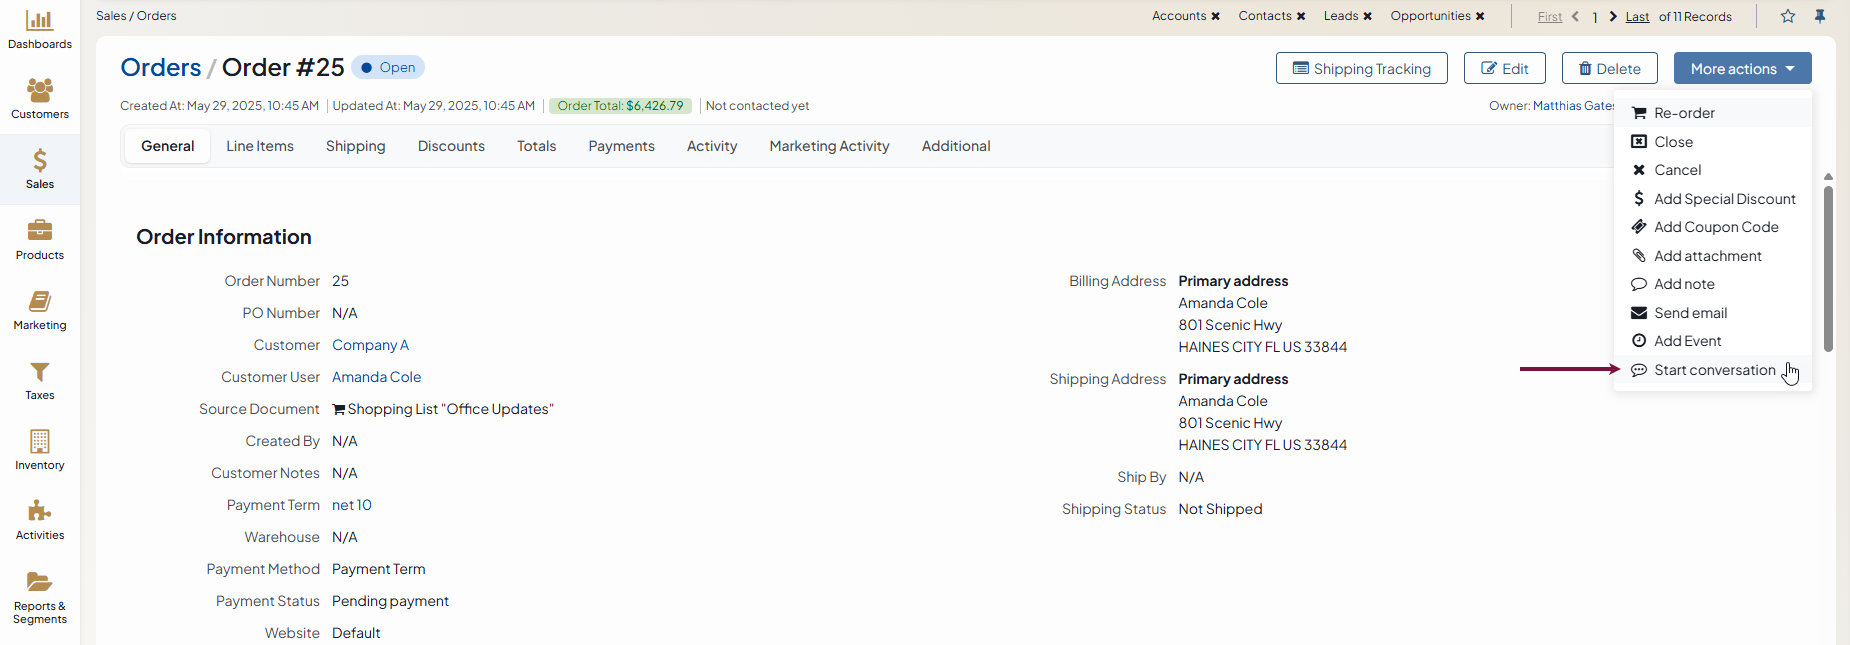 Dashboards
Customers
Sales
Products
Marketing
Taxes
Inventory
Activities
Reports &
Segments
Sales / Orders
Accounts ✖ Contacts ✖ Leads ✖ Opportunities ✖
First 1 Last of 11 Records
Orders / Order #25 Open
Shipping Tracking Edit Delete More actions
Created At: May 29, 2025, 10:45 AM Updated At: May 29, 2025, 10:45 AM Order Total: $6,426.79 Not contacted yet
Owner: Matthias Gates
General Line Items Shipping Discounts Totals Payments Activity Marketing Activity Additional
Re-order
Close
Cancel
Add Special Discount
Add Coupon Code
Add attachment
Add note
Send email
Add Event
Start conversation
Order Information
Order Number 25
PO Number N/A
Customer Company A
Customer User Amanda Cole
Source Document Shopping List "Office Updates"
Created By N/A
Customer Notes N/A
Payment Term net 10
Warehouse N/A
Payment Method Payment Term
Payment Status Pending payment
Website Default
Billing Address Primary address
Amanda Cole
801 Scenic Hwy
HAINES CITY FL US 33844
Shipping Address Primary address
Amanda Cole
801 Scenic Hwy
HAINES CITY FL US 33844
Ship By N/A
Shipping Status Not Shipped